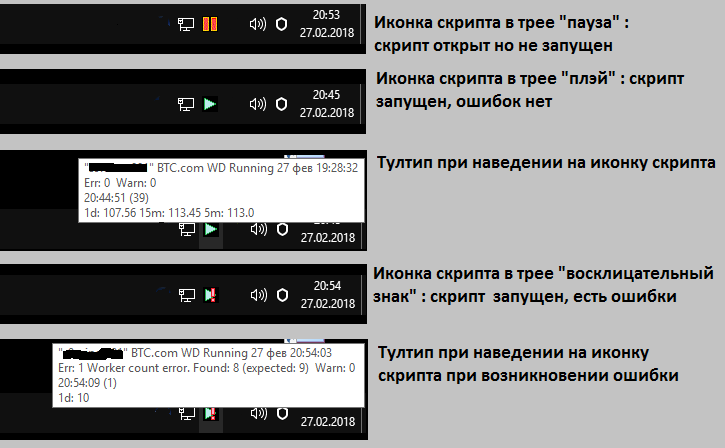 20:53
27.02.2018
Иконка скрипта в трее "пауза" :
скрипт открыт но не запущен
20:45
27.02.2018
Иконка скрипта в трее "плэй" : скрипт
запущен, ошибок нет
" BTC.com WD Running 27 фев 19:28:32
Err: 0 Warn: 0
20:44:51 (39)
1d: 107.56 15m: 113.45 5m: 113.0
27.02.2018
Тултип при наведении на иконку скрипта
20:54
27.02.2018
Иконка скрипта в трее "восклицательный
знак" : скрипт запущен, есть ошибки
" BTC.com WD Running 27 фев 20:54:03
Err: 1 Worker count error. Found: 8 (expected: 9) Warn: 0
20:54:09 (1)
1d: 10
27.02.2018
Тултип при наведении на иконку
скрипта при возникновении ошибки